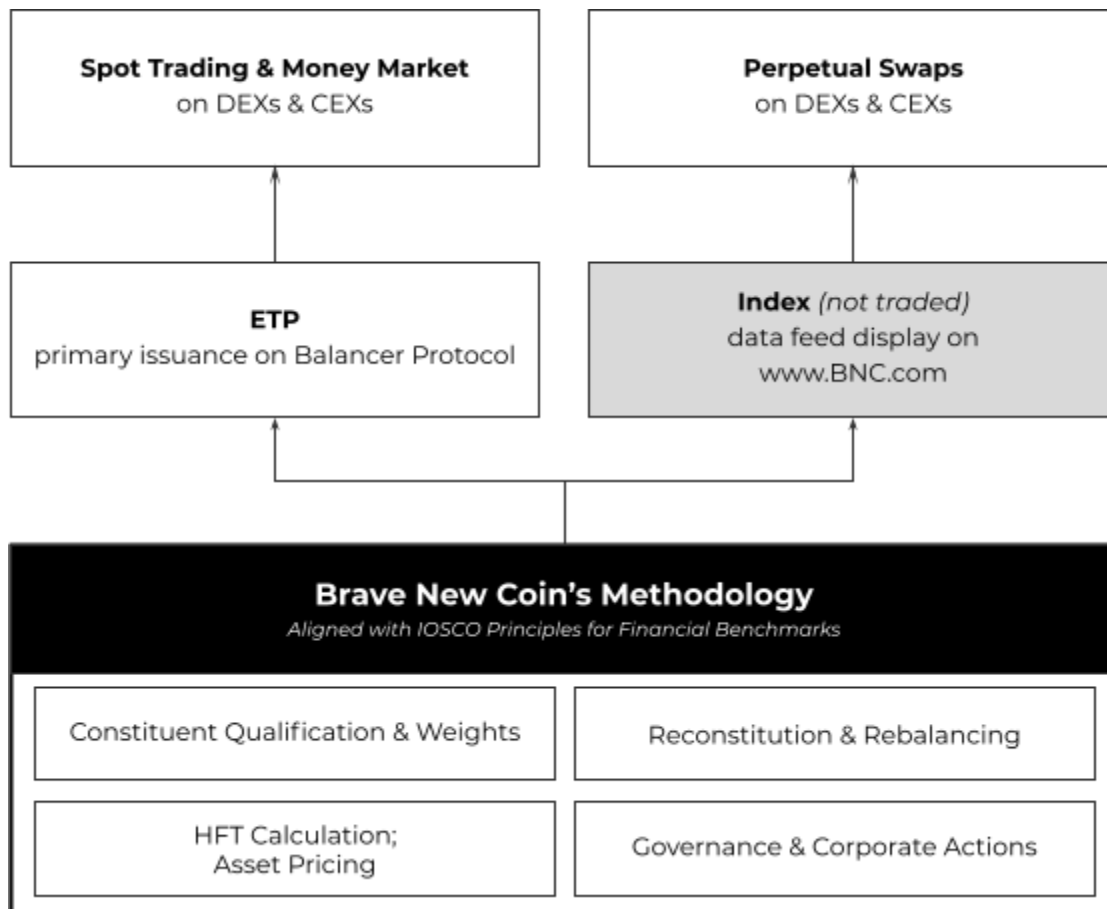 Spot Trading & Money Market
on DEXs & CEXs
Perpetual Swaps
on DEXs & CEXs
ETP
primary issuance on Balancer Protocol
Index (not traded)
data feed display on
www.BNC.com
Brave New Coin’s Methodology
Aligned with IOSCO Principles for Financial Benchmarks
Constituent Qualification & Weights
Reconstitution & Rebalancing
HFT Calculation;
Asset Pricing
Governance & Corporate Actions